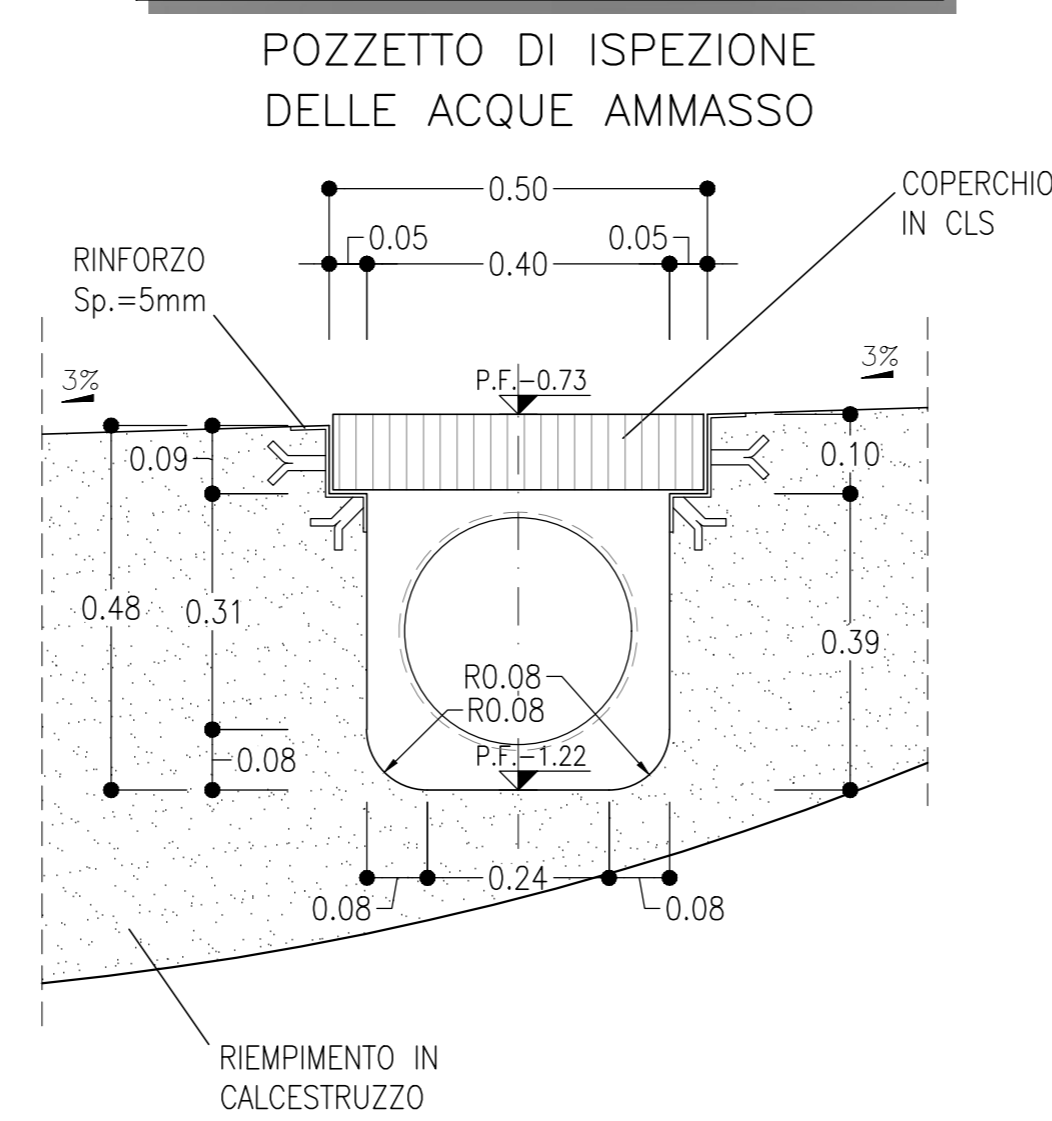 POZZETTO DI ISPEZIONE
DELLE ACQUE AMMASSO
0.50
COPERCHIO
IN CLS
0.05
0.40
0.05
RINFORZO
Sp.=5mm
3%
3%
P.F.-0.73
0.09
0.10
0.48
0.31
0.39
R0.08
R0.08
P.F.-1.22
0.08
0.24
0.08
0.08
RIEMPIMENTO IN
CALCESTRUZZO